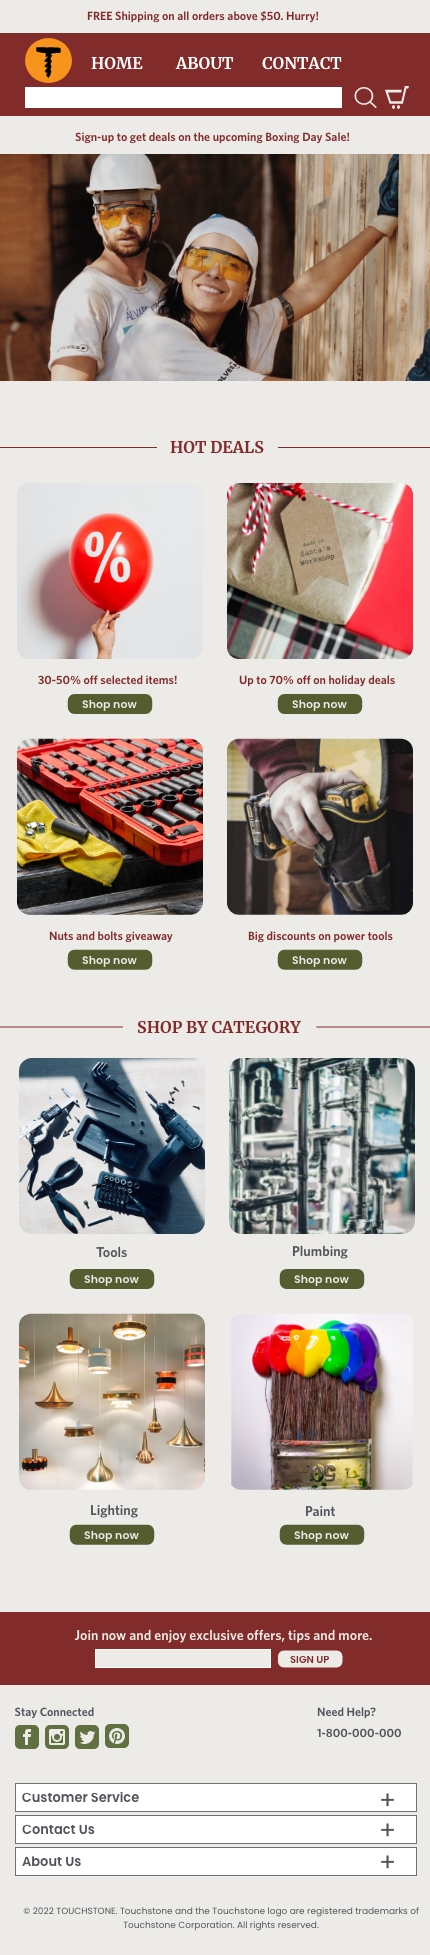 FREE Shipping on all orders above $50. Hurry!
HOME ABOUT CONTACT
Sign-up to get deals on the upcoming Boxing Day Sale!
HOT DEALS
%
made in
Santa's
Workshop
30-50% off selected items!
Up to 70% off on holiday deals
Shop now
Shop now
Nuts and bolts giveaway
Big discounts on power tools
Shop now
Shop now
SHOP BY CATEGORY
Tools
Plumbing
Shop now
Shop now
50
Lighting
Paint
Shop now
Shop now
Join now and enjoy exclusive offers, tips and more.
SIGN UP
Stay Connected
Need Help?
1-800-000-000
Customer Service
Contact Us
About Us
© 2022 TOUCHSTONE. Touchstone and the Touchstone logo are registered trademarks of
Touchstone Corporation. All rights reserved.